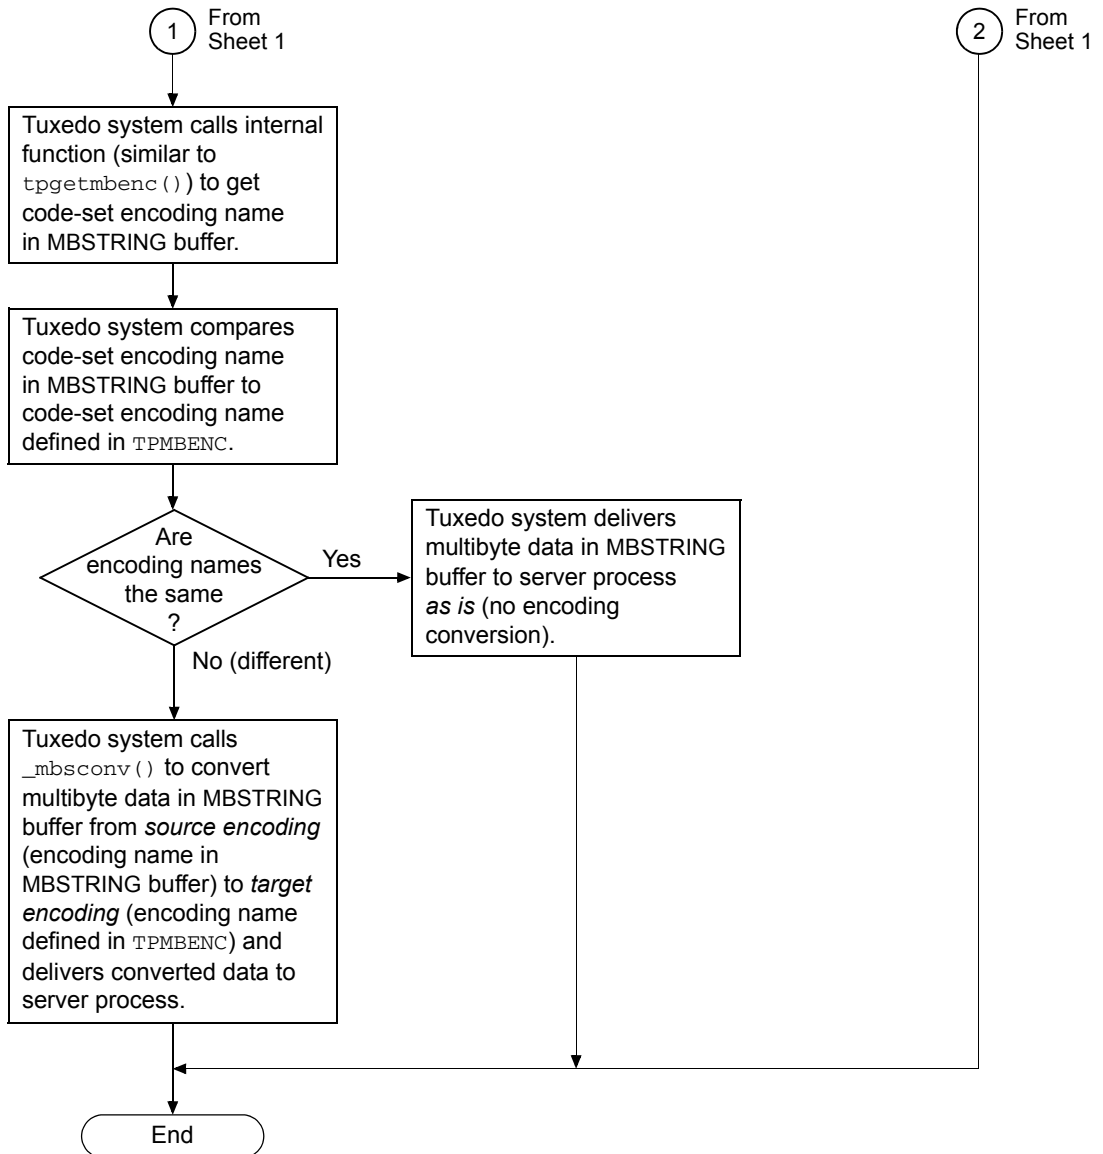 1
From
Sheet 1
2
From
Sheet 1
Tuxedo system calls internal
function (similar to
tpgetmbenc()) to get
code-set encoding name
in MBSTRING buffer.
Tuxedo system compares
code-set encoding name
in MBSTRING buffer to
code-set encoding name
defined in TPMBENC.
Are
encoding names
the same
?
Yes
Tuxedo system delivers
multibyte data in MBSTRING
buffer to server process
as is (no encoding
conversion).
No (different)
Tuxedo system calls
_mbsconv() to convert
multibyte data in MBSTRING
buffer from source encoding
(encoding name in
MBSTRING buffer) to target
encoding (encoding name
defined in TPMBENC) and
delivers converted data to
server process.
End